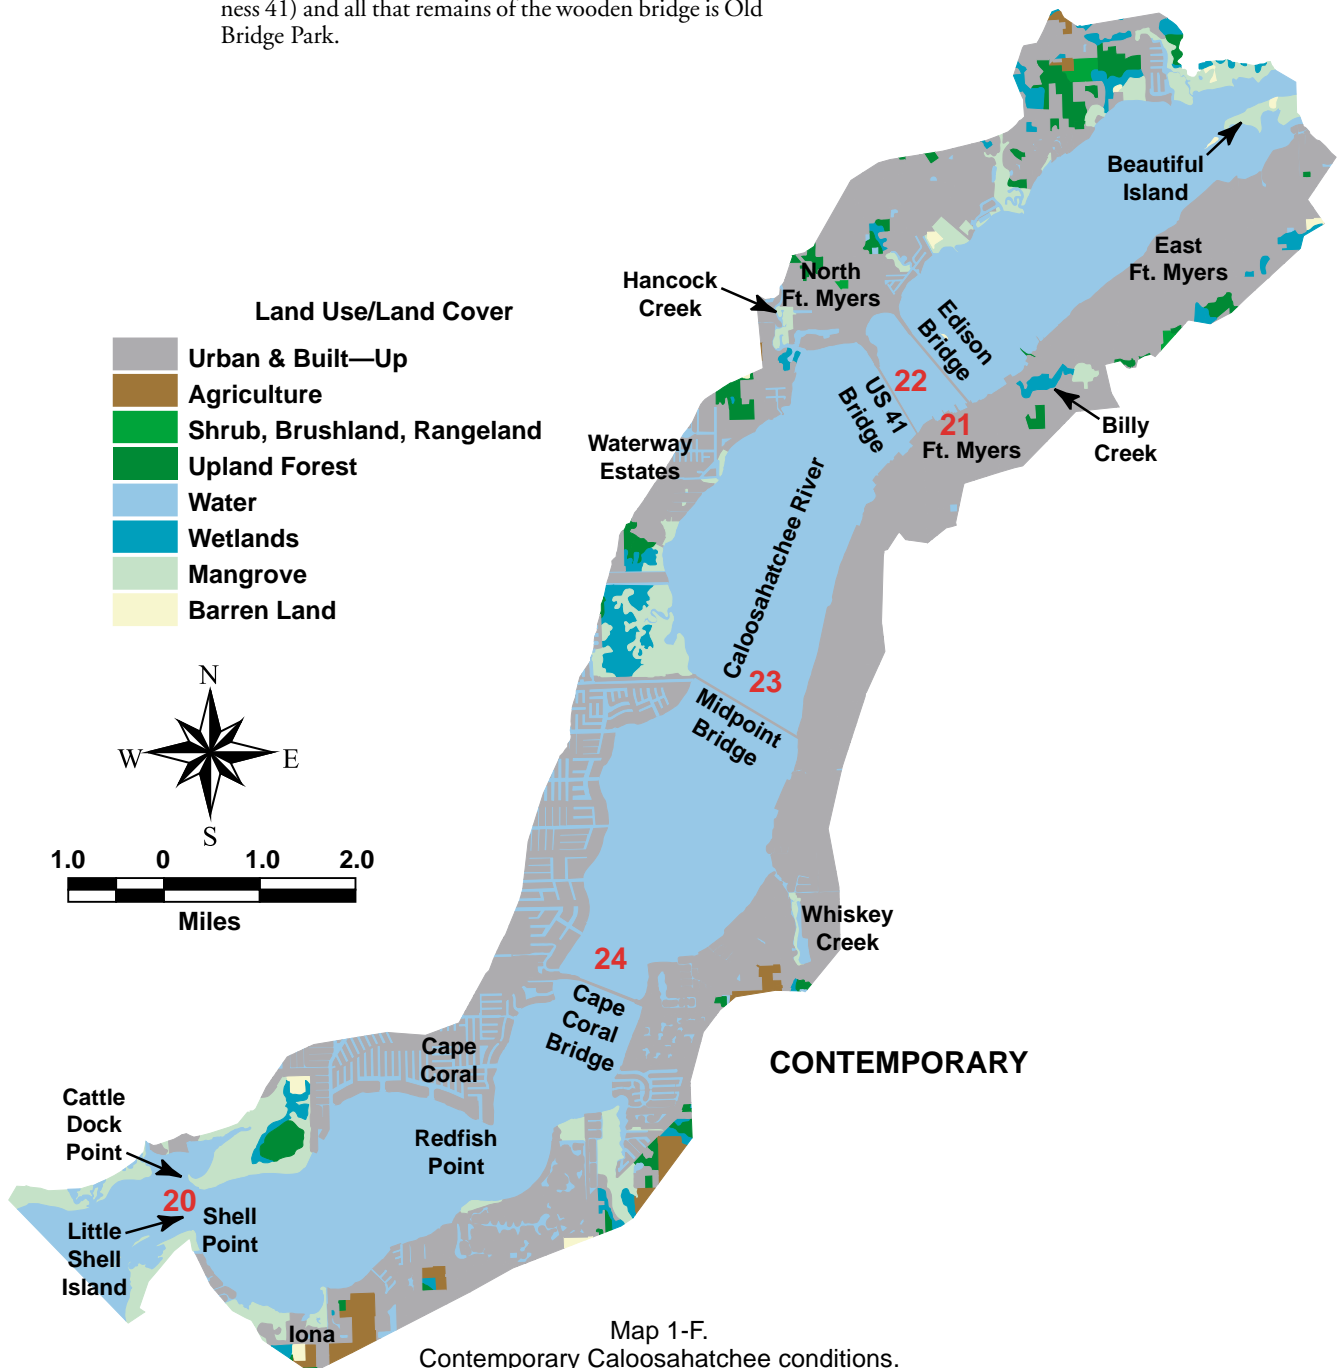 ness 41) and all that remains of the wooden bridge is Old
Bridge Park.
Beautiful
Island
East
Ft. Myers
North
Ft. Myers
Hancock
Creek
Edison
Bridge
22
US 41
Bridge
21
Ft. Myers
Billy
Creek
Land Use/Land Cover
Urban & Built—Up
Agriculture
Shrub, Brushland, Rangeland
Upland Forest
Water
Wetlands
Mangrove
Barren Land
Waterway
Estates
Caloosahatchee River
23
Midpoint
Bridge
N
W
E
S
1.0 0 1.0 2.0
Miles
Whiskey
Creek
24
Cape
Coral
Bridge
CONTEMPORARY
Cape
Coral
Cattle
Dock
Point
Redfish
Point
20
Shell
Point
Little
Shell
Island
Iona
Map 1-F.
Contemporary Caloosahatchee conditions.